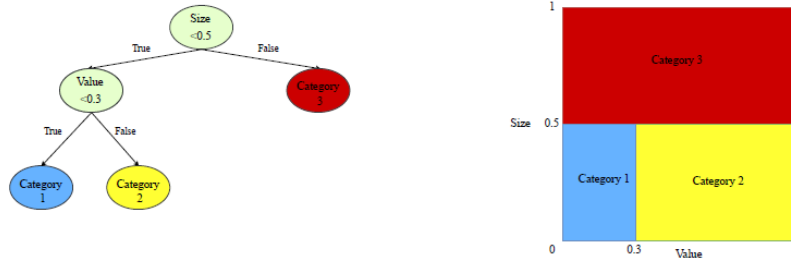 Size
<0.5
True
False
Value
<0.3
Category
3
True
False
Category
1
Category
2
1
Category 3
Size
0.5
Category 1
Category 2
0
0.3
Value